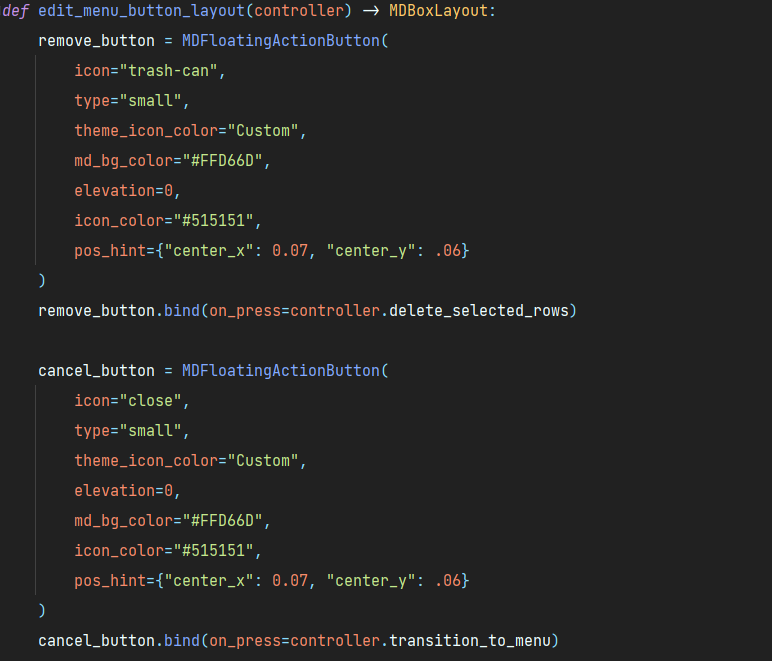 def edit_menu_button_layout(controller) -> MDBoxLayout:
    remove_button = MDFloatingActionButton(
        icon="trash-can",
        type="small",
        theme_icon_color="Custom",
        md_bg_color="#FFD66D",
        elevation=0,
        icon_color="#515151",
        pos_hint={"center_x": 0.07, "center_y": .06}
    )
    remove_button.bind(on_press=controller.delete_selected_rows)

    cancel_button = MDFloatingActionButton(
        icon="close",
        type="small",
        theme_icon_color="Custom",
        elevation=0,
        md_bg_color="#FFD66D",
        icon_color="#515151",
        pos_hint={"center_x": 0.07, "center_y": .06}
    )
    cancel_button.bind(on_press=controller.transition_to_menu)